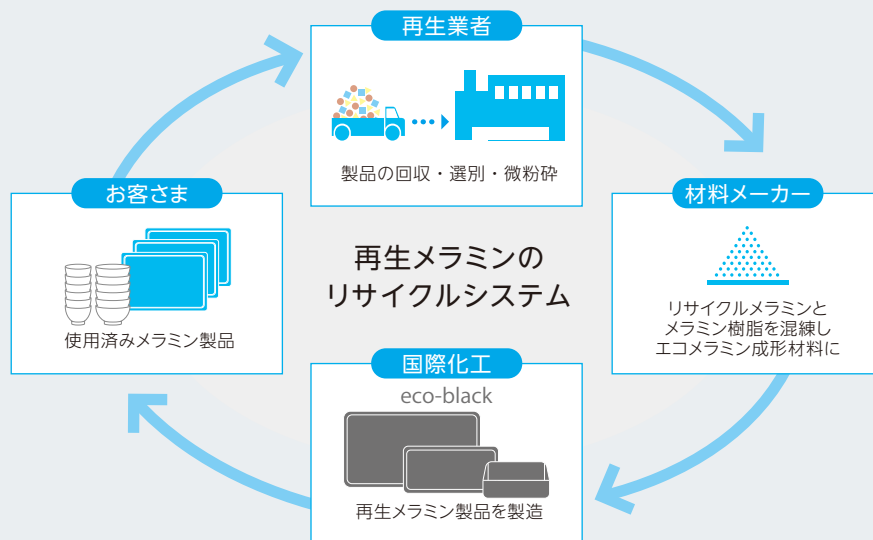 再生業者
製品の回収・選別・微粉砕
お客さま
使用済みメラミン製品
再生メラミンの
リサイクルシステム
材料メーカー
リサイクルメラミンと
メラミン樹脂を混練し
エコメラミン成形材料に
国際化工
eco-black
再生メラミン製品を製造